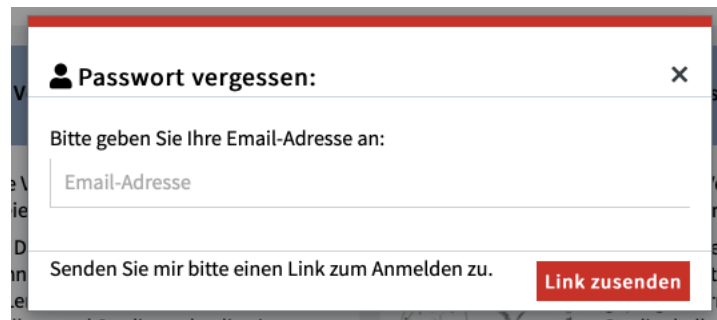 Passwort vergessen:
×
Bitte geben Sie Ihre Email-Adresse an:
Email-Adresse
Senden Sie mir bitte einen Link zum Anmelden zu.
Link zusenden